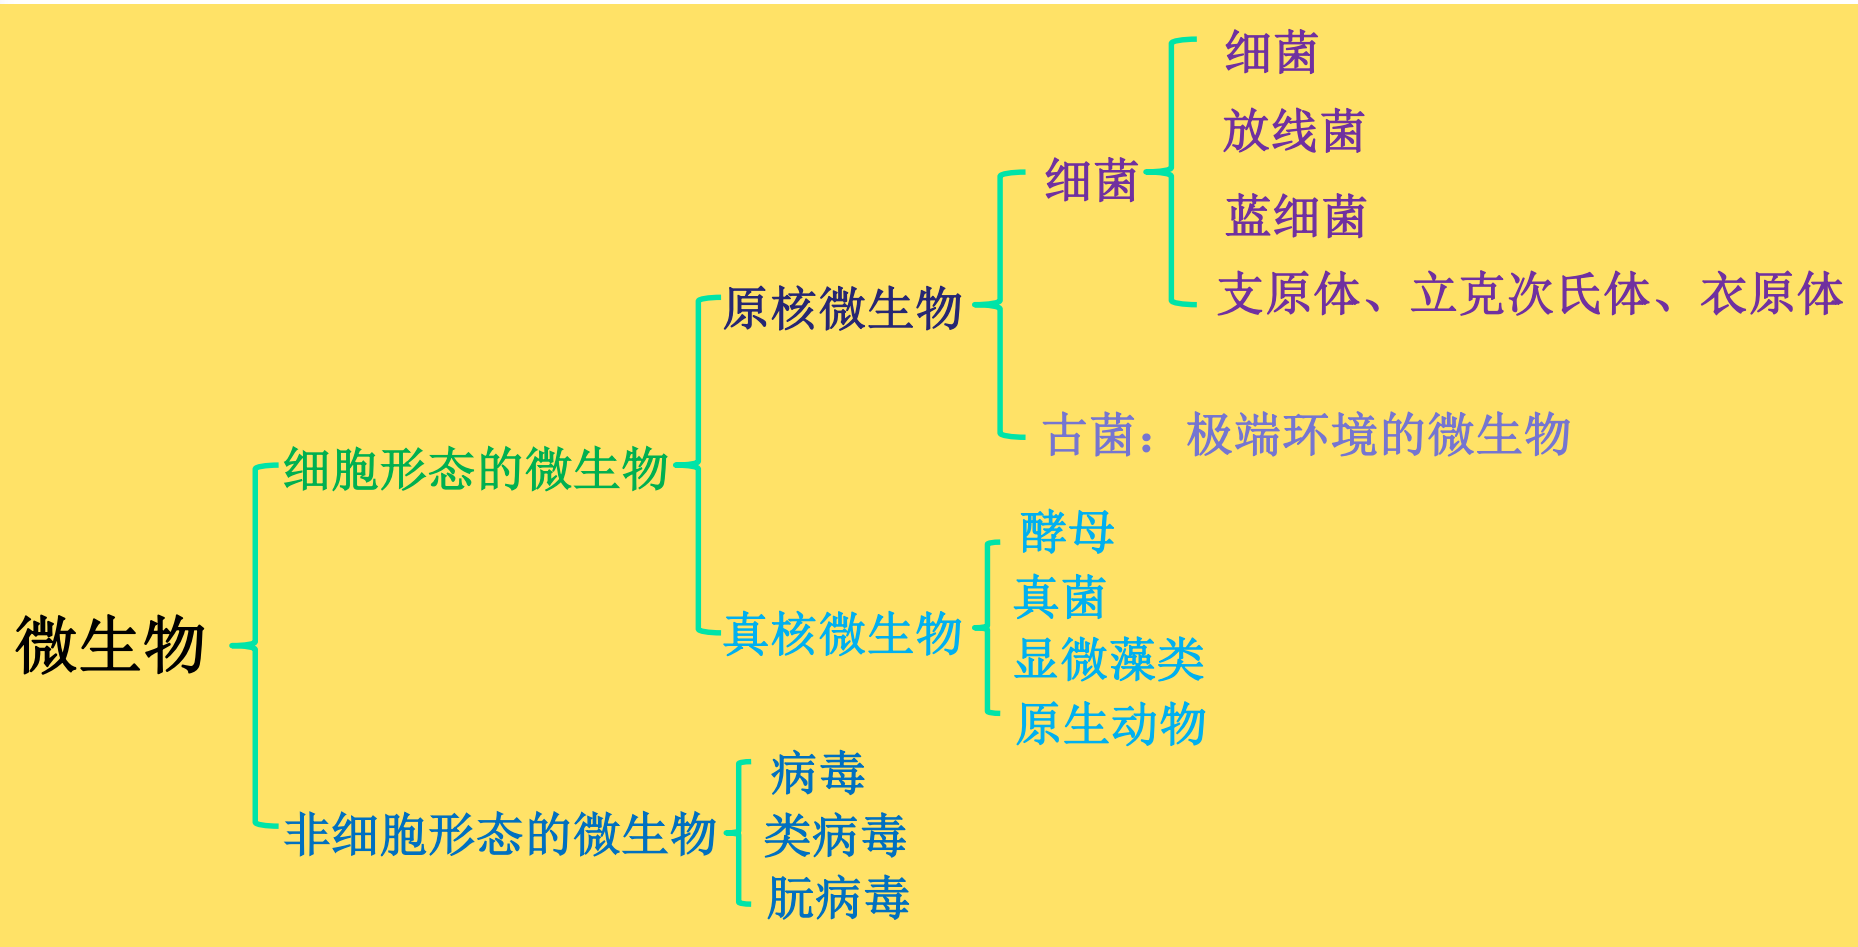 细菌
放线菌
细菌
蓝细菌
支原体、立克次氏体、衣原体
原核微生物
古菌：极端环境的微生物
细胞形态的微生物
酵母
真菌
真核微生物
显微藻类
原生动物
微生物
病毒
非细胞形态的微生物
类病毒
朊病毒